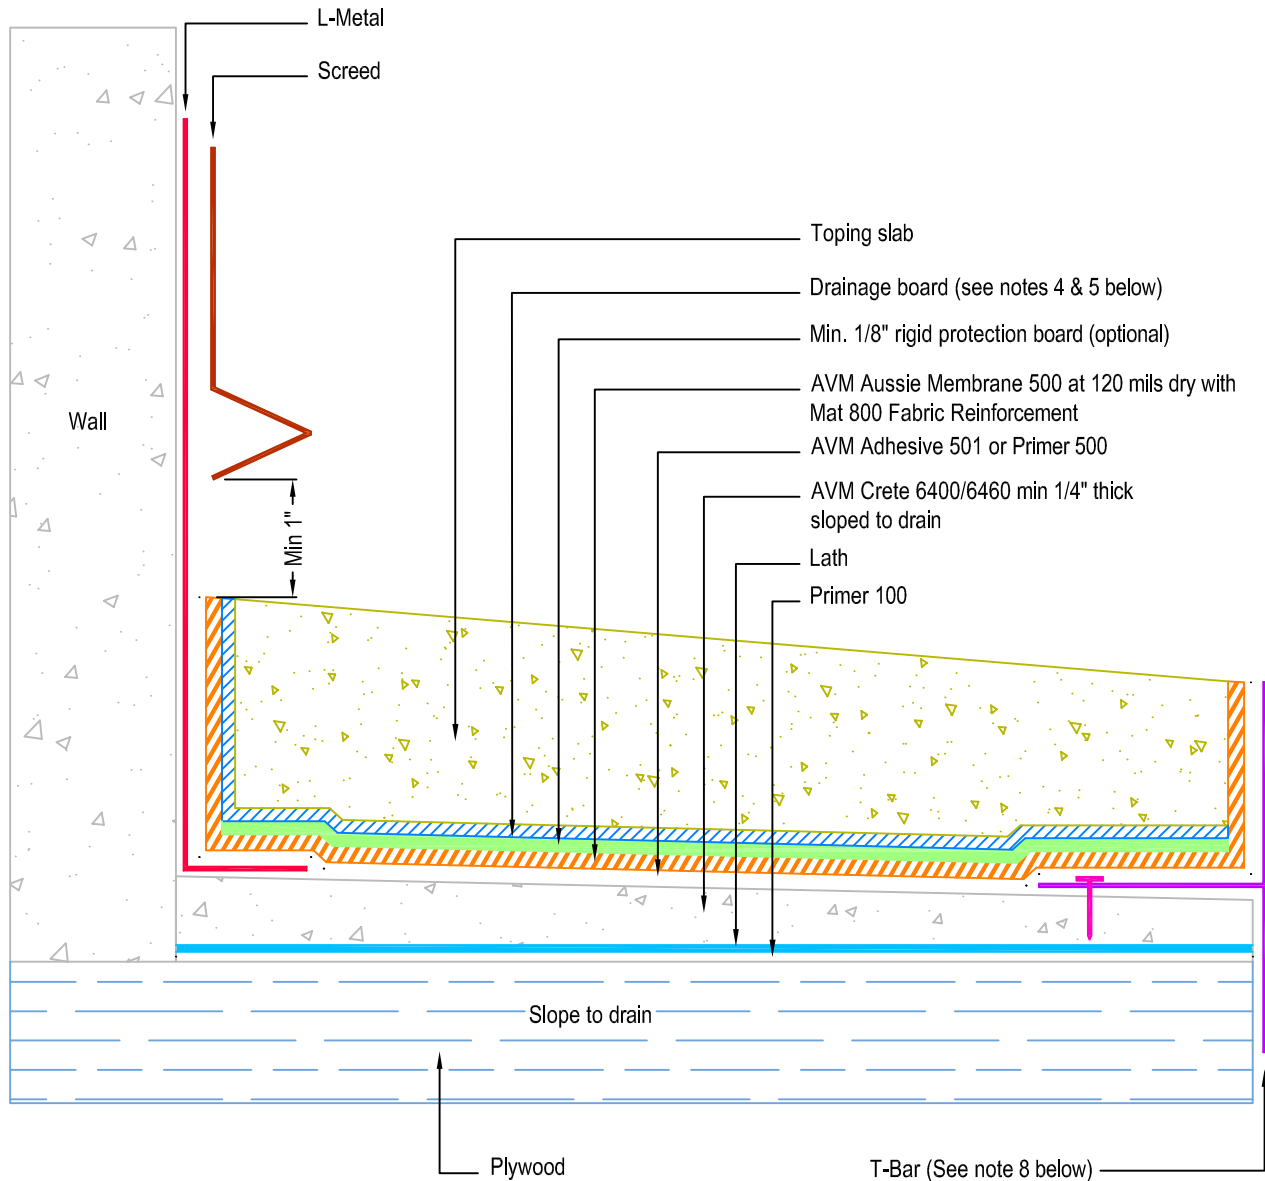 L-Metal
Screed
Toping slab
Drainage board (see notes 4 & 5 below)
Min. 1/8" rigid protection board (optional)
AVM Aussie Membrane 500 at 120 mils dry with
Mat 800 Fabric Reinforcement
Wall
AVM Adhesive 501 or Primer 500
AVM Crete 6400/6460 min 1/4" thick
sloped to drain
Min 1"
Lath
Primer 100
Slope to drain
Plywood
T-Bar (See note 8 below)